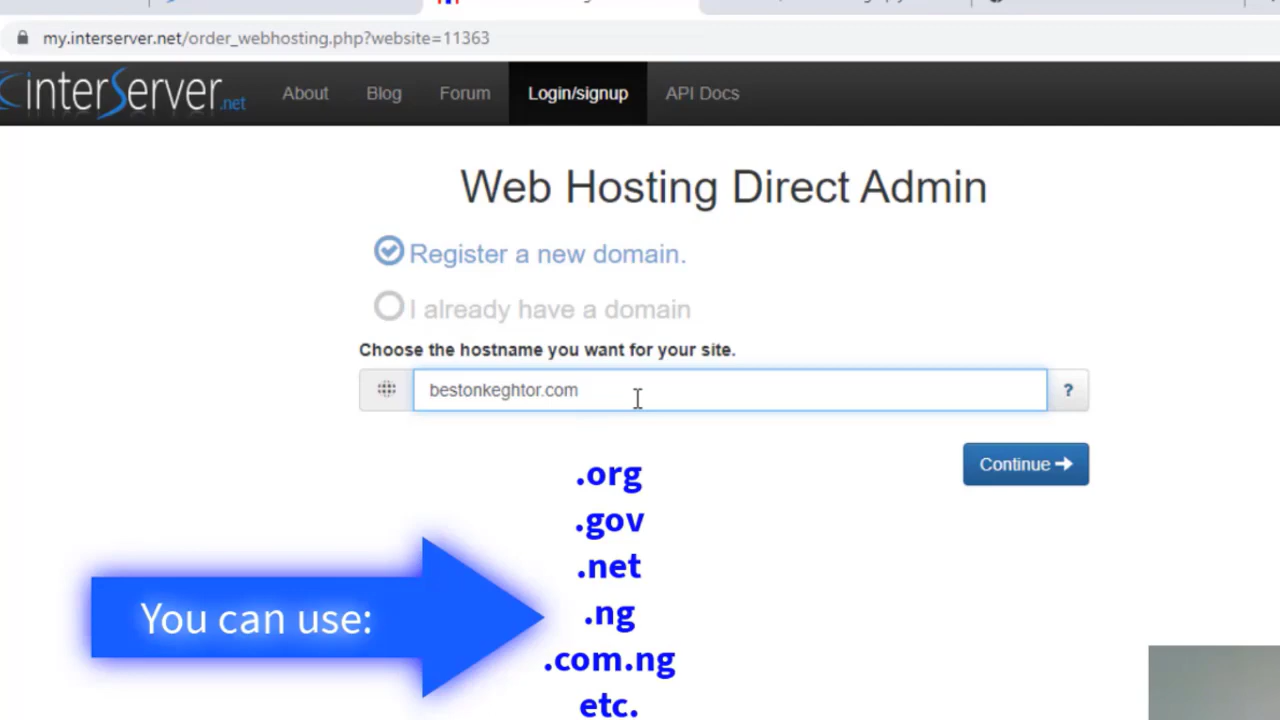 my.interserver.net/order_webhosting.php?website=11363
interServer.net About Blog Forum Login/signup API Docs
Web Hosting Direct Admin
Register a new domain.
I already have a domain
Choose the hostname you want for your site.
bestonkeghtor.com ?
Continue
.org
.gov
.net
You can use:
.ng
.com.ng
etc.